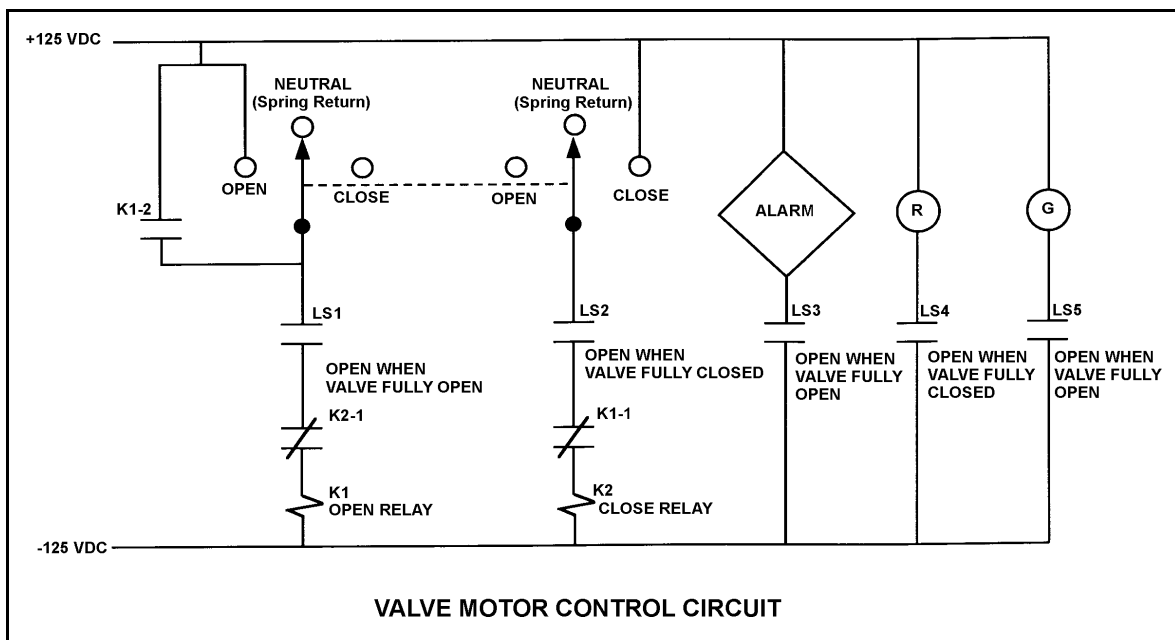 +125 VDC
NEUTRAL
(Spring Return)
NEUTRAL
(Spring Return)
OPEN
CLOSE
OPEN
CLOSE
K1-2
ALARM
R
G
LS1
OPEN WHEN
VALVE FULLY OPEN
LS2
OPEN WHEN
VALVE FULLY CLOSED
LS3
OPEN WHEN
VALVE FULLY
OPEN
LS4
OPEN WHEN
VALVE FULLY
CLOSED
LS5
OPEN WHEN
VALVE FULLY
OPEN
K2-1
K1-1
K1
OPEN RELAY
K2
CLOSE RELAY
-125 VDC
VALVE MOTOR CONTROL CIRCUIT